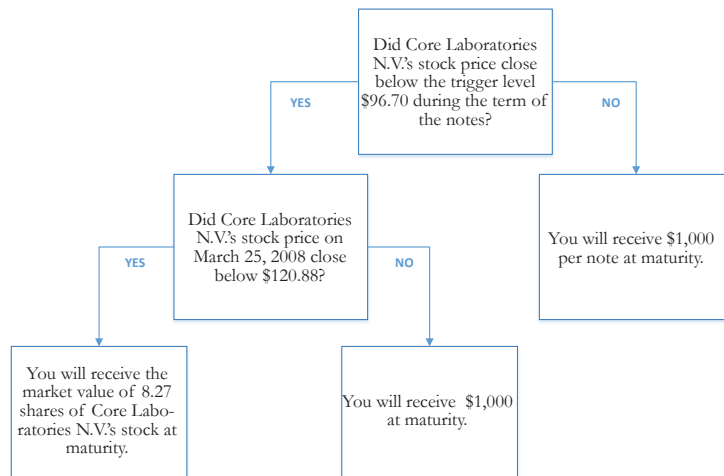 Did Core Laboratories
N.V.'s stock price close
below the trigger level
$96.70 during the term of
the notes?
YES
NO
Did Core Laboratories
N.V.'s stock price on
March 25, 2008 close
below $120.88?
You will receive $1,000
per note at maturity.
YES
NO
You will receive the
market value of 8.27
shares of Core Labo-
ratories N.V.'s stock at
maturity.
You will receive $1,000
at maturity.